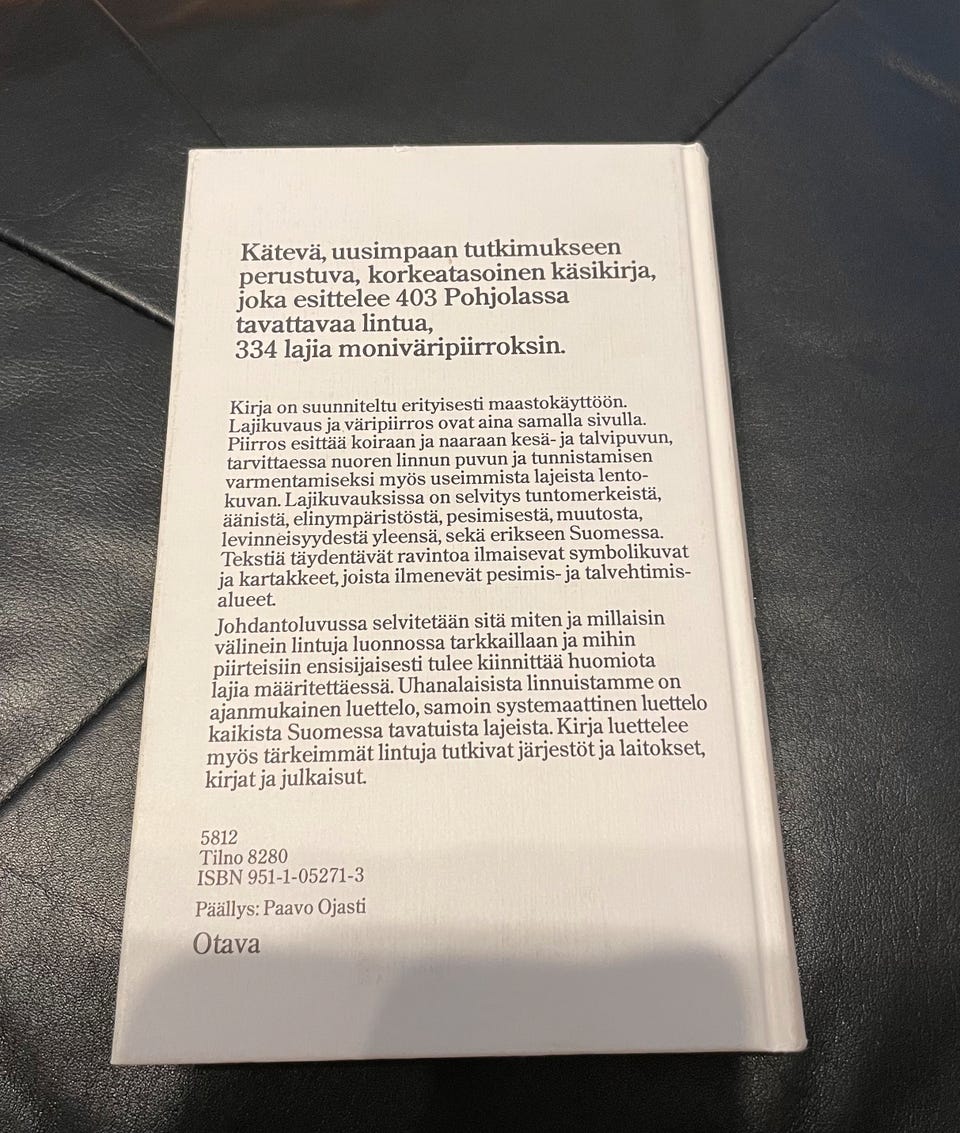 Kätevä, uusimpaan tutkimukseen
perustuva, korkeatasoinen käsikirja,
joka esittelee 403 Pohjolassa
tavattavaa lintua,
334 lajia moniväripiirroksin.
Kirja on suunniteltu erityisesti maastokäyttöön.
Lajikuvaus ja väripiirros ovat aina samalla sivulla.
Piirros esittää koiraan ja naaraan kesä- ja talvipuvun,
tarvittaessa nuoren linnun puvun ja tunnistamisen
varmentamiseksi myös useimmista lajeista lento-
kuvan. Lajikuvauksissa on selvitys tuntomerkeistä,
äänistä, elinympäristöstä, pesimisestä, muutosta,
levinneisyydestä yleensä, sekä erikseen Suomessa.
Tekstiä täydentävät ravintoa ilmaisevat symbolikuvat
ja kartakkeet, joista ilmenevät pesimis- ja talvehtimis-
alueet.
Johdantoluvussa selvitetään sitä miten ja millaisin
välinein lintuja luonnossa tarkkaillaan ja mihin
piirteisiin ensisijaisesti tulee kiinnittää huomiota
lajia määritettäessä. Uhanalaisista linnuistamme on
ajanmukainen luettelo, samoin systemaattinen luettelo
kaikista Suomessa tavatuista lajeista. Kirja luettelee
myös tärkeimmät lintuja tutkivat järjestöt ja laitokset,
kirjat ja julkaisut.
5812
Tilno 8280
ISBN 951-1-05271-3
Päällys: Paavo Ojasti
Otava